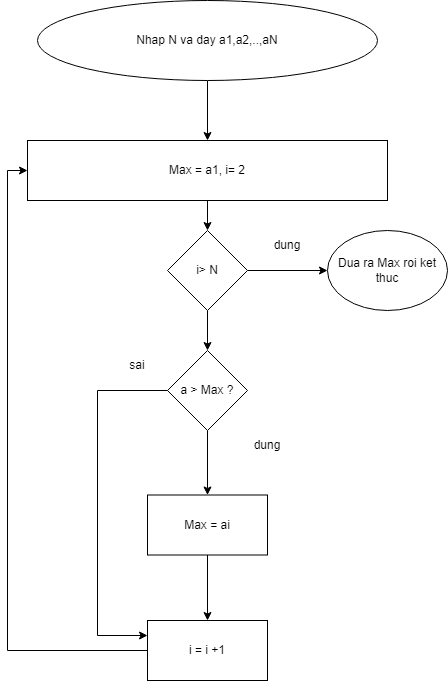 Nhap N va day a1,a2,..,aN
Max = a1, i= 2
i> N
dung
Dua ra Max roi ket
thuc
sai
a > Max ?
dung
Max = ai
i = i +1